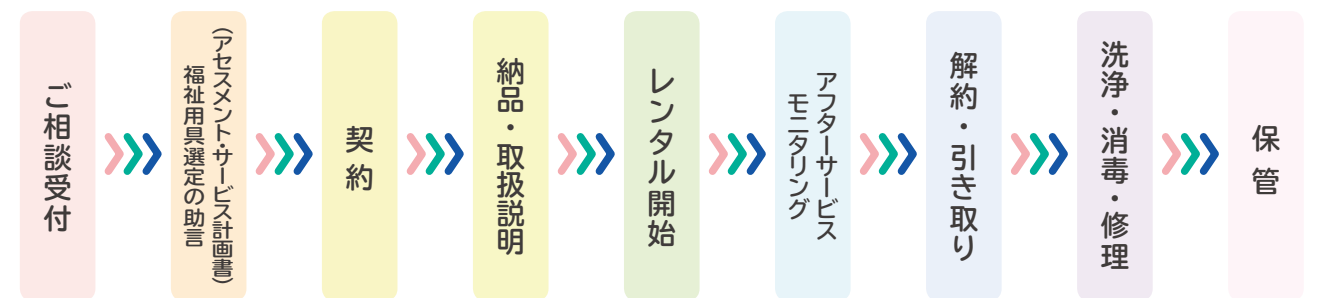 ご相談受付
(アセスメント・サービス計画書)
福祉用具選定の助言
契約
納品・取扱説明
レンタル開始
アフターサービス
モニタリング
解約・引き取り
洗浄・消毒・修理
保管